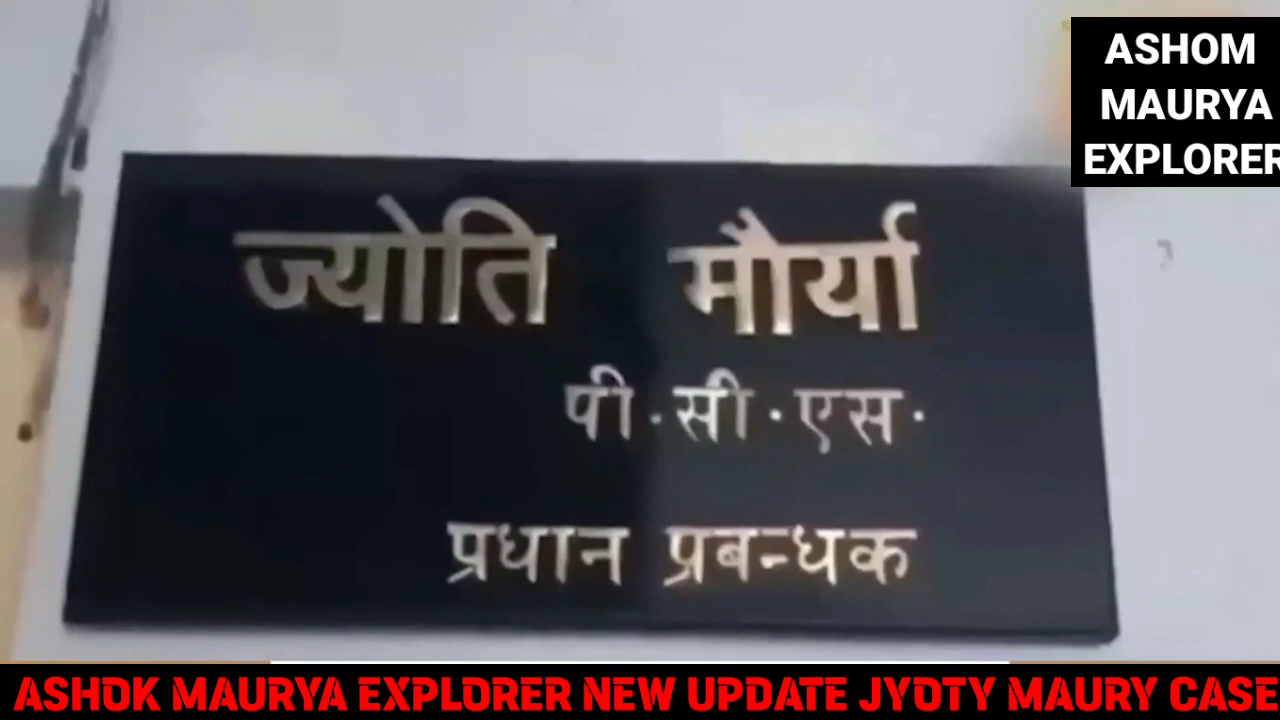 ASHOM
MAURYA
EXPLORER
ज्योति मौर्या
पी.सी.एस.
प्रधान प्रबन्धक
ASHOK MAURYA EXPLORER NEW UPDATE JYOTY MAURY CASE